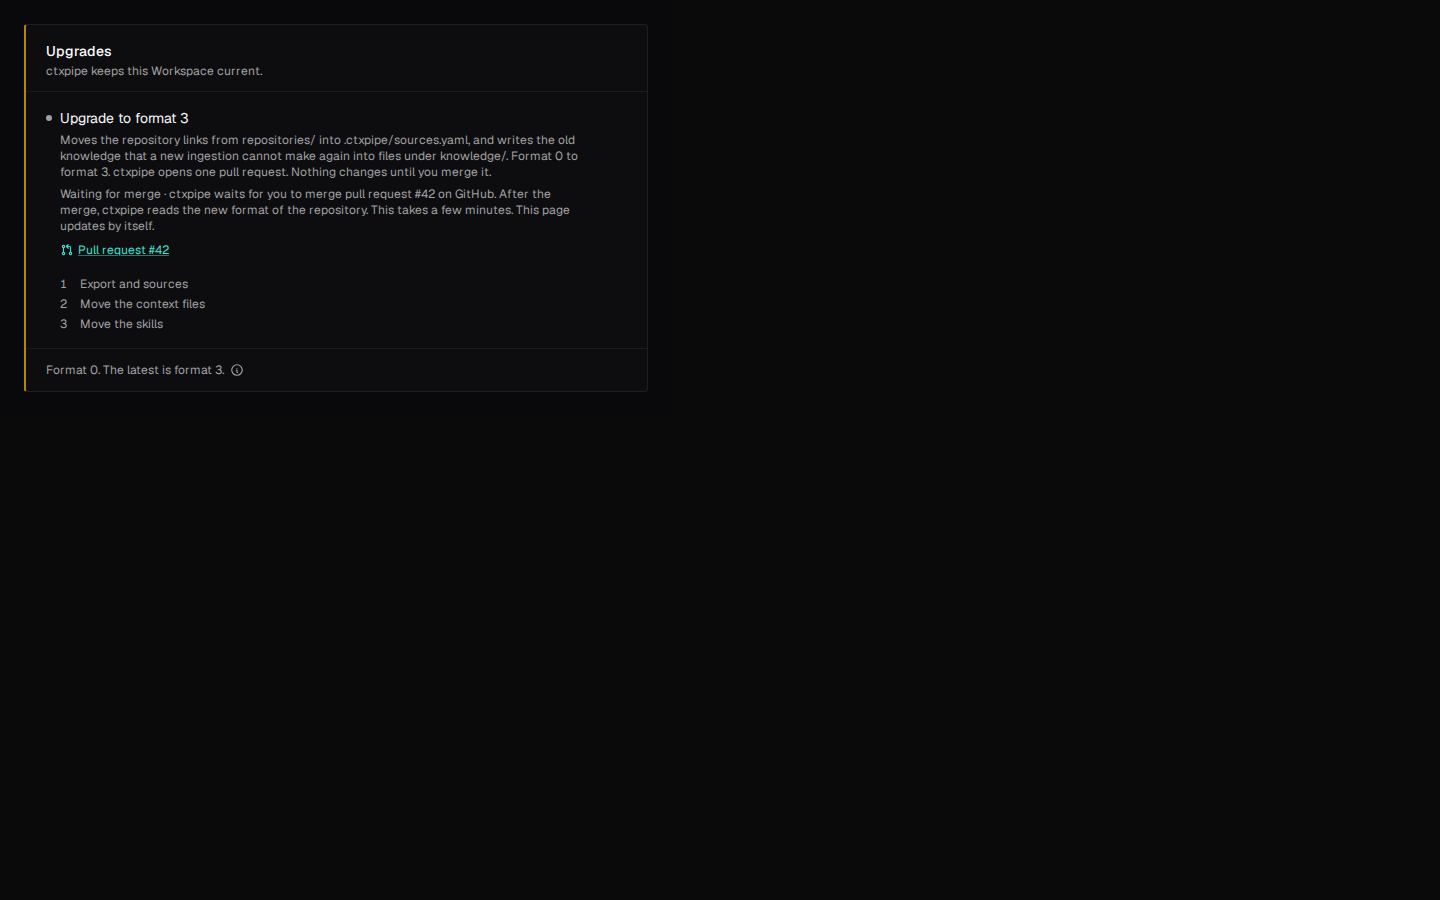 Upgrades
ctxpipe keeps this Workspace current.
Upgrade to format 3
Moves the repository links from repositories/ into .ctxpipe/sources.yaml, and writes the old
knowledge that a new ingestion cannot make again into files under knowledge/. Format 0 to
format 3. ctxpipe opens one pull request. Nothing changes until you merge it.
Waiting for merge · ctxpipe waits for you to merge pull request #42 on GitHub. After the
merge, ctxpipe reads the new format of the repository. This takes a few minutes. This page
updates by itself.
Pull request #42
1 Export and sources
2 Move the context files
3 Move the skills
Format 0. The latest is format 3.